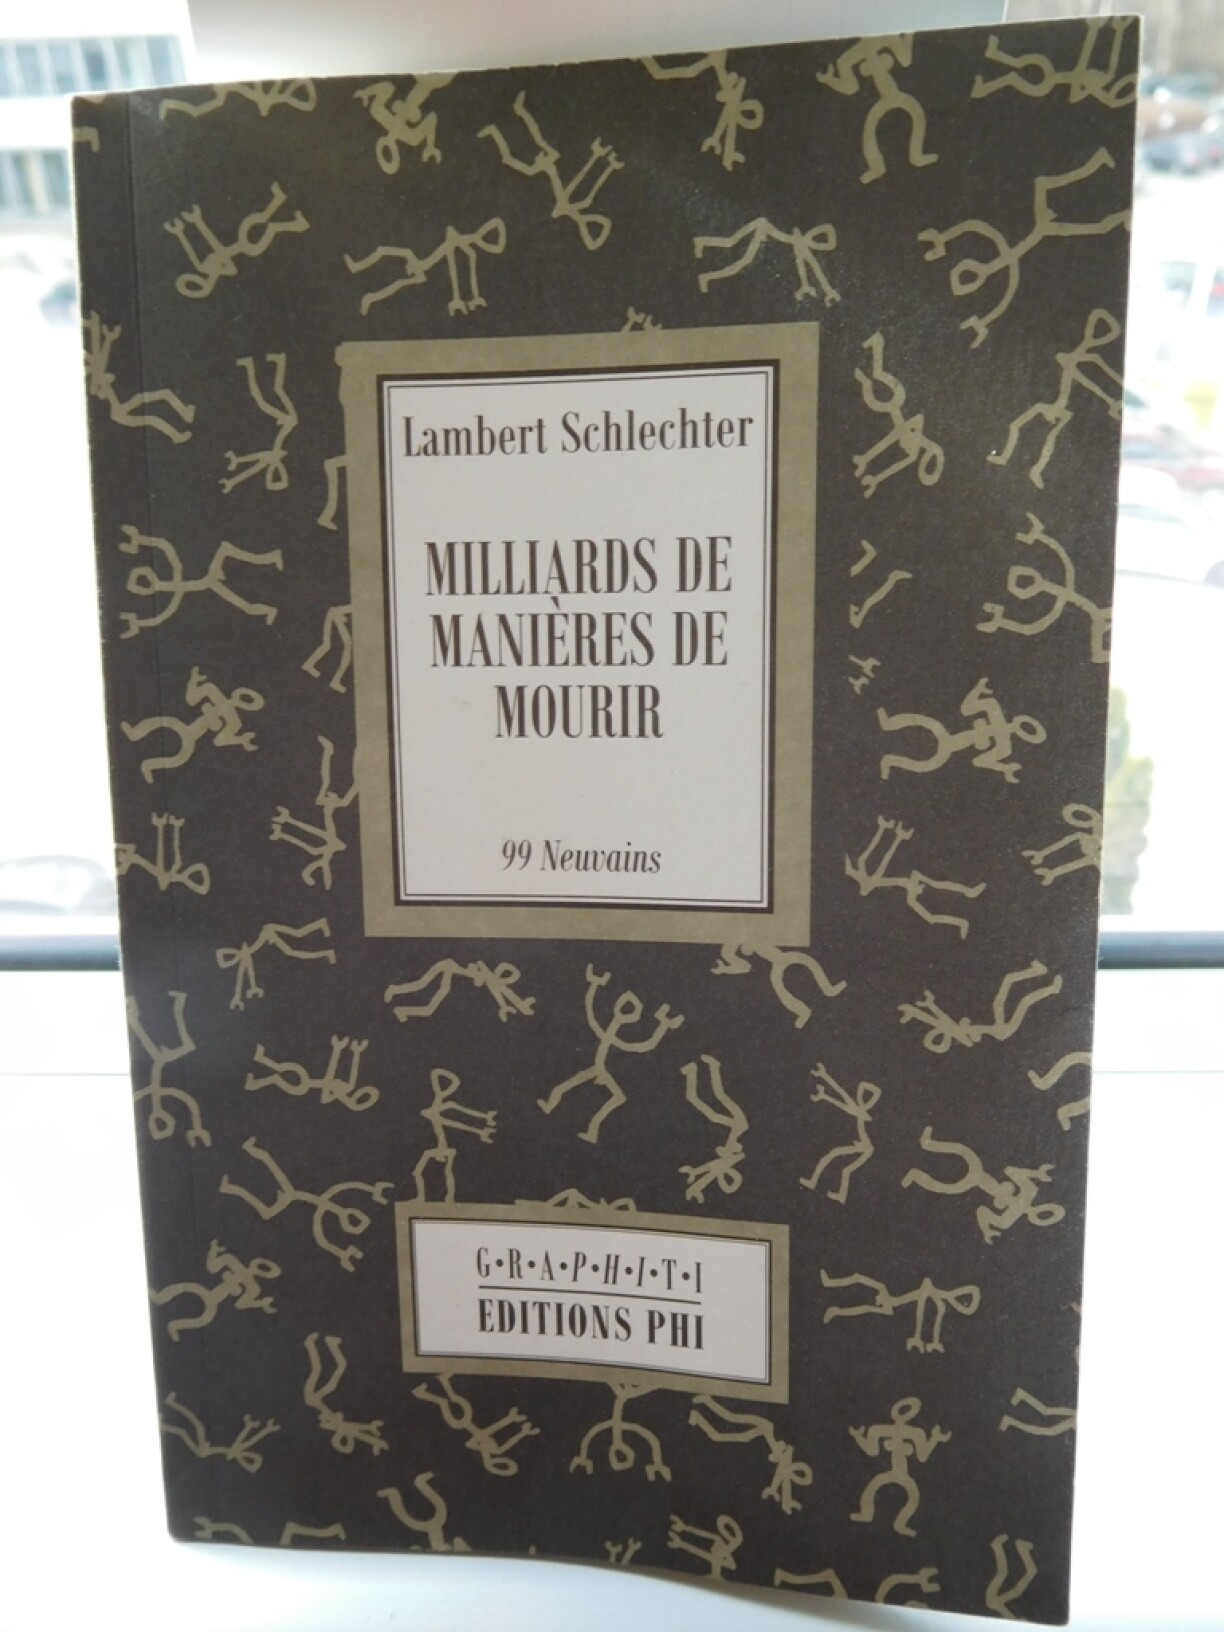 Lambert Schlechter
MILLIARDS DE
MANIÈRES DE
MOURIR
99 Neuvains
G•R•A•P•H•I•T•I
EDITIONS PHI